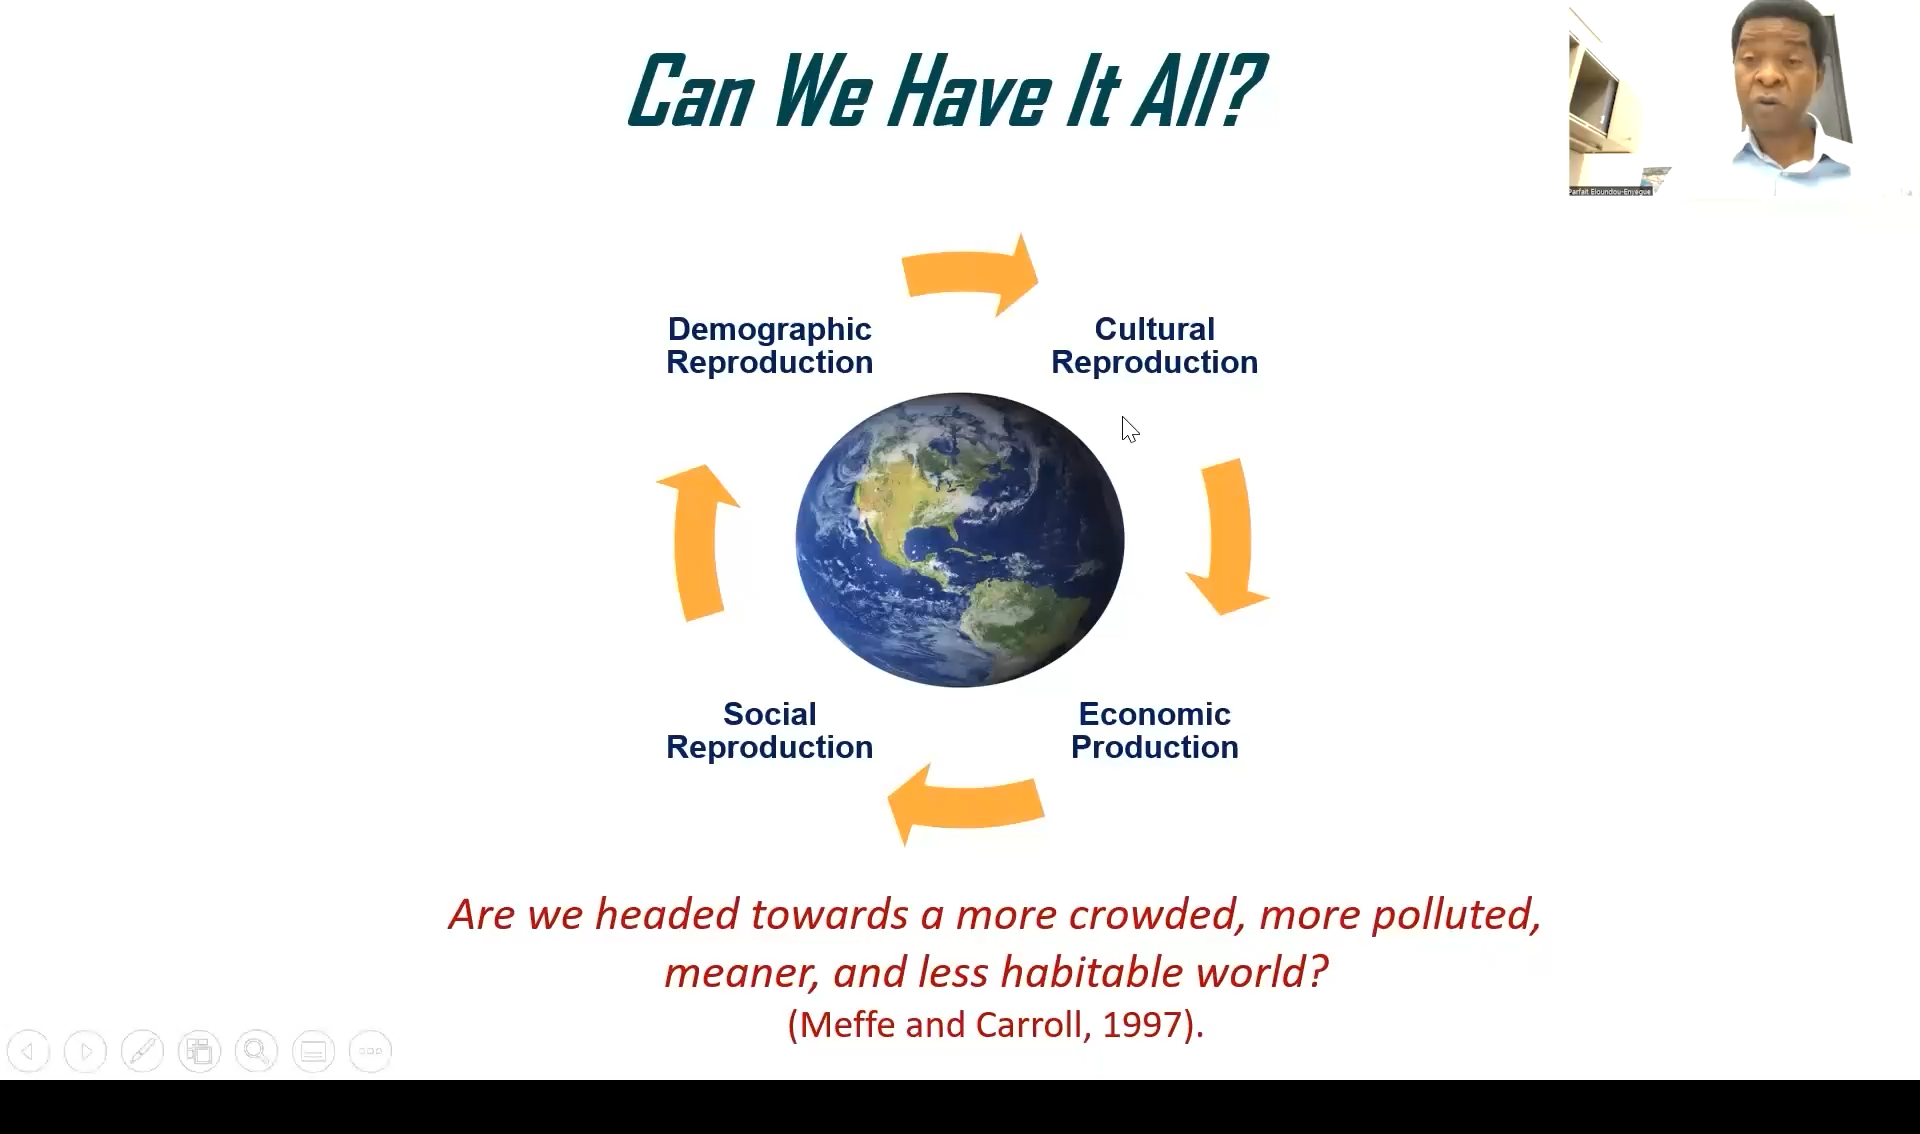 Can We Have It All?
Parfait Eloundou-Enyegue
Demographic
Reproduction
Cultural
Reproduction
Social
Reproduction
Economic
Production
Are we headed towards a more crowded, more polluted,
meaner, and less habitable world?
(Meffe and Carroll, 1997).